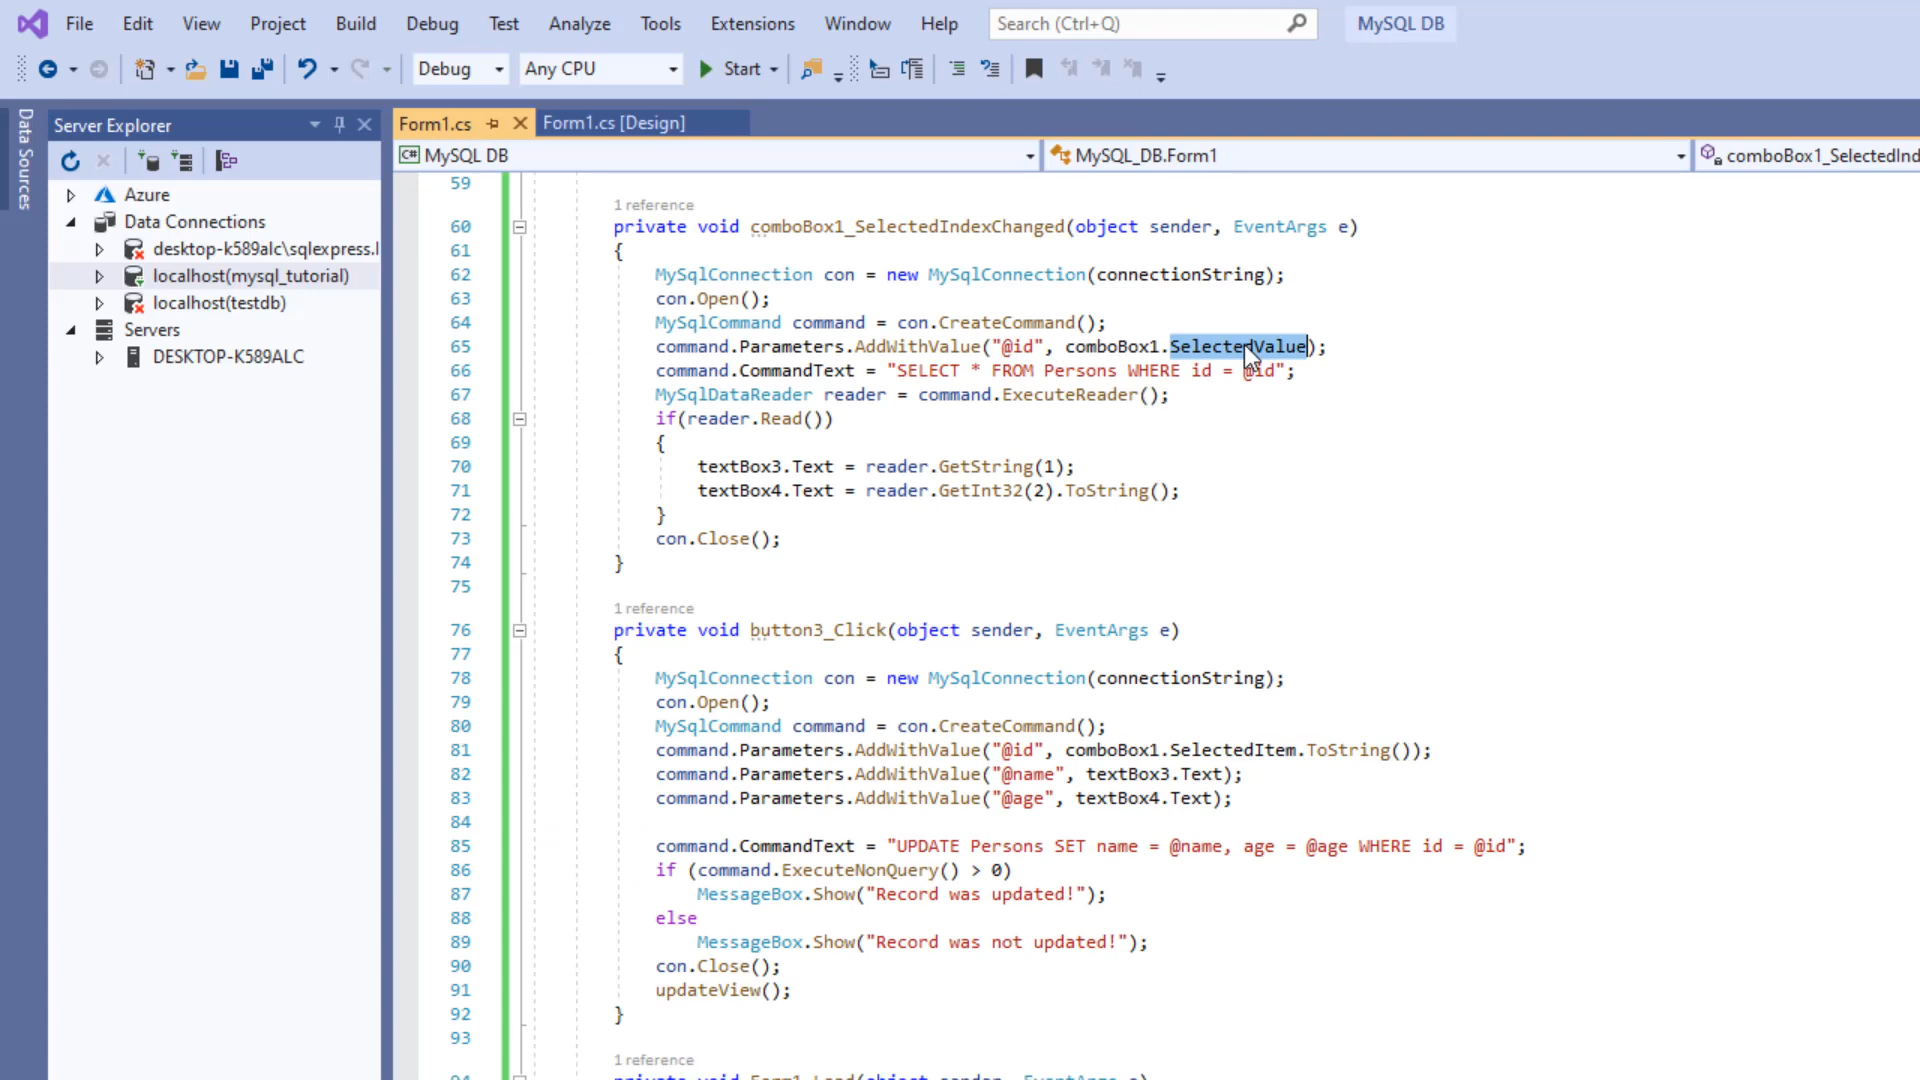 File Edit View Project Build Debug Test Analyze Tools Extensions Window Help Search (Ctrl+Q) MySQL DB
Debug Any CPU Start
Data Sources
Server Explorer
Azure
Data Connections
desktop-k589alc\sqlexpress.l
localhost(mysql_tutorial)
localhost(testdb)
Servers
DESKTOP-K589ALC
Form1.cs Form1.cs [Design]
C# MySQL DB MySQL_DB.Form1 comboBox1_SelectedInd
59
1 reference
60 private void comboBox1_SelectedIndexChanged(object sender, EventArgs e)
61 {
62 MySqlConnection con = new MySqlConnection(connectionString);
63 con.Open();
64 MySqlCommand command = con.CreateCommand();
65 command.Parameters.AddWithValue("@id", comboBox1.SelectedValue);
66 command.CommandText = "SELECT * FROM Persons WHERE id = @id";
67 MySqlDataReader reader = command.ExecuteReader();
68 if(reader.Read())
69 {
70 textBox3.Text = reader.GetString(1);
71 textBox4.Text = reader.GetInt32(2).ToString();
72 }
73 con.Close();
74 }
75
1 reference
76 private void button3_Click(object sender, EventArgs e)
77 {
78 MySqlConnection con = new MySqlConnection(connectionString);
79 con.Open();
80 MySqlCommand command = con.CreateCommand();
81 command.Parameters.AddWithValue("@id", comboBox1.SelectedItem.ToString());
82 command.Parameters.AddWithValue("@name", textBox3.Text);
83 command.Parameters.AddWithValue("@age", textBox4.Text);
84
85 command.CommandText = "UPDATE Persons SET name = @name, age = @age WHERE id = @id";
86 if (command.ExecuteNonQuery() > 0)
87 MessageBox.Show("Record was updated!");
88 else
89 MessageBox.Show("Record was not updated!");
90 con.Close();
91 updateView();
92 }
93
1 reference
94 private void Form1_Load(object sender, EventArgs e)